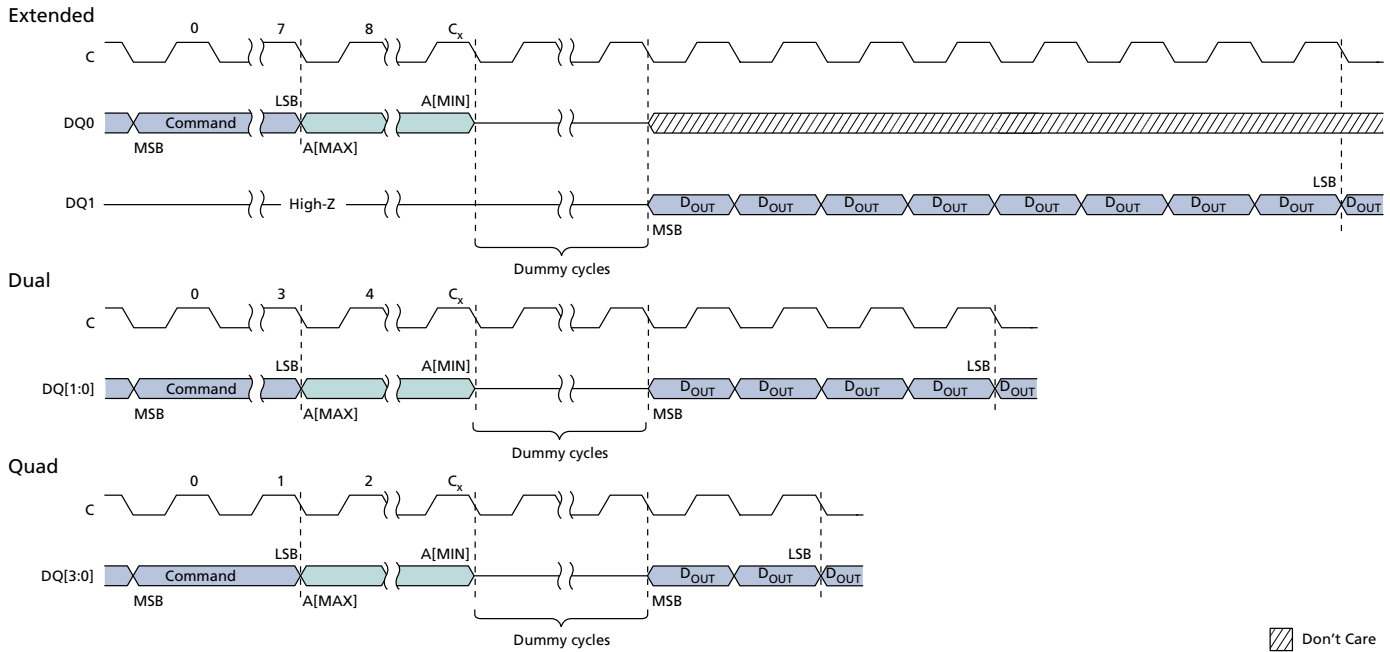 Extended
0 7 8 Cx
C
LSB A[MIN]
DQ0 Command
MSB A[MAX]
LSB
DQ1 High-Z DOUT DOUT DOUT DOUT DOUT DOUT DOUT DOUT DOUT
MSB
Dummy cycles
Dual
0 3 4 Cx
C
LSB A[MIN] LSB
DQ[1:0] Command DOUT DOUT DOUT DOUT DOUT
MSB A[MAX] MSB
Dummy cycles
Quad
0 1 2 Cx
C
LSB A[MIN] LSB
DQ[3:0] Command DOUT DOUT DOUT
MSB A[MAX] MSB
Dummy cycles
Don't Care